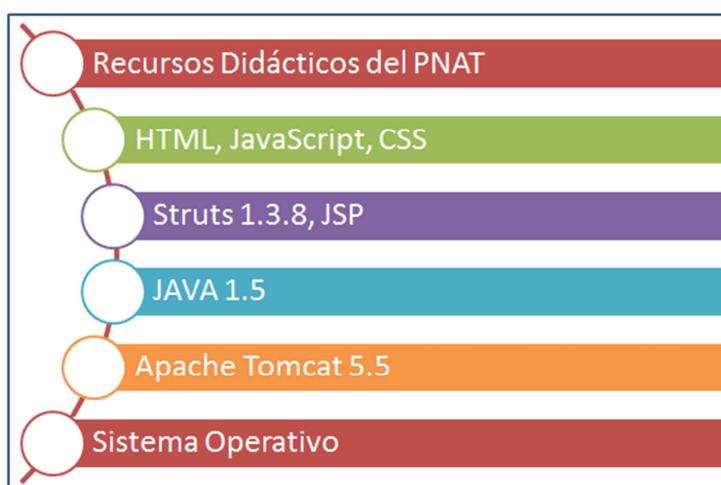 Recursos Didácticos del PNAT
HTML, JavaScript, CSS
Struts 1.3.8, JSP
JAVA 1.5
Apache Tomcat 5.5
Sistema Operativo